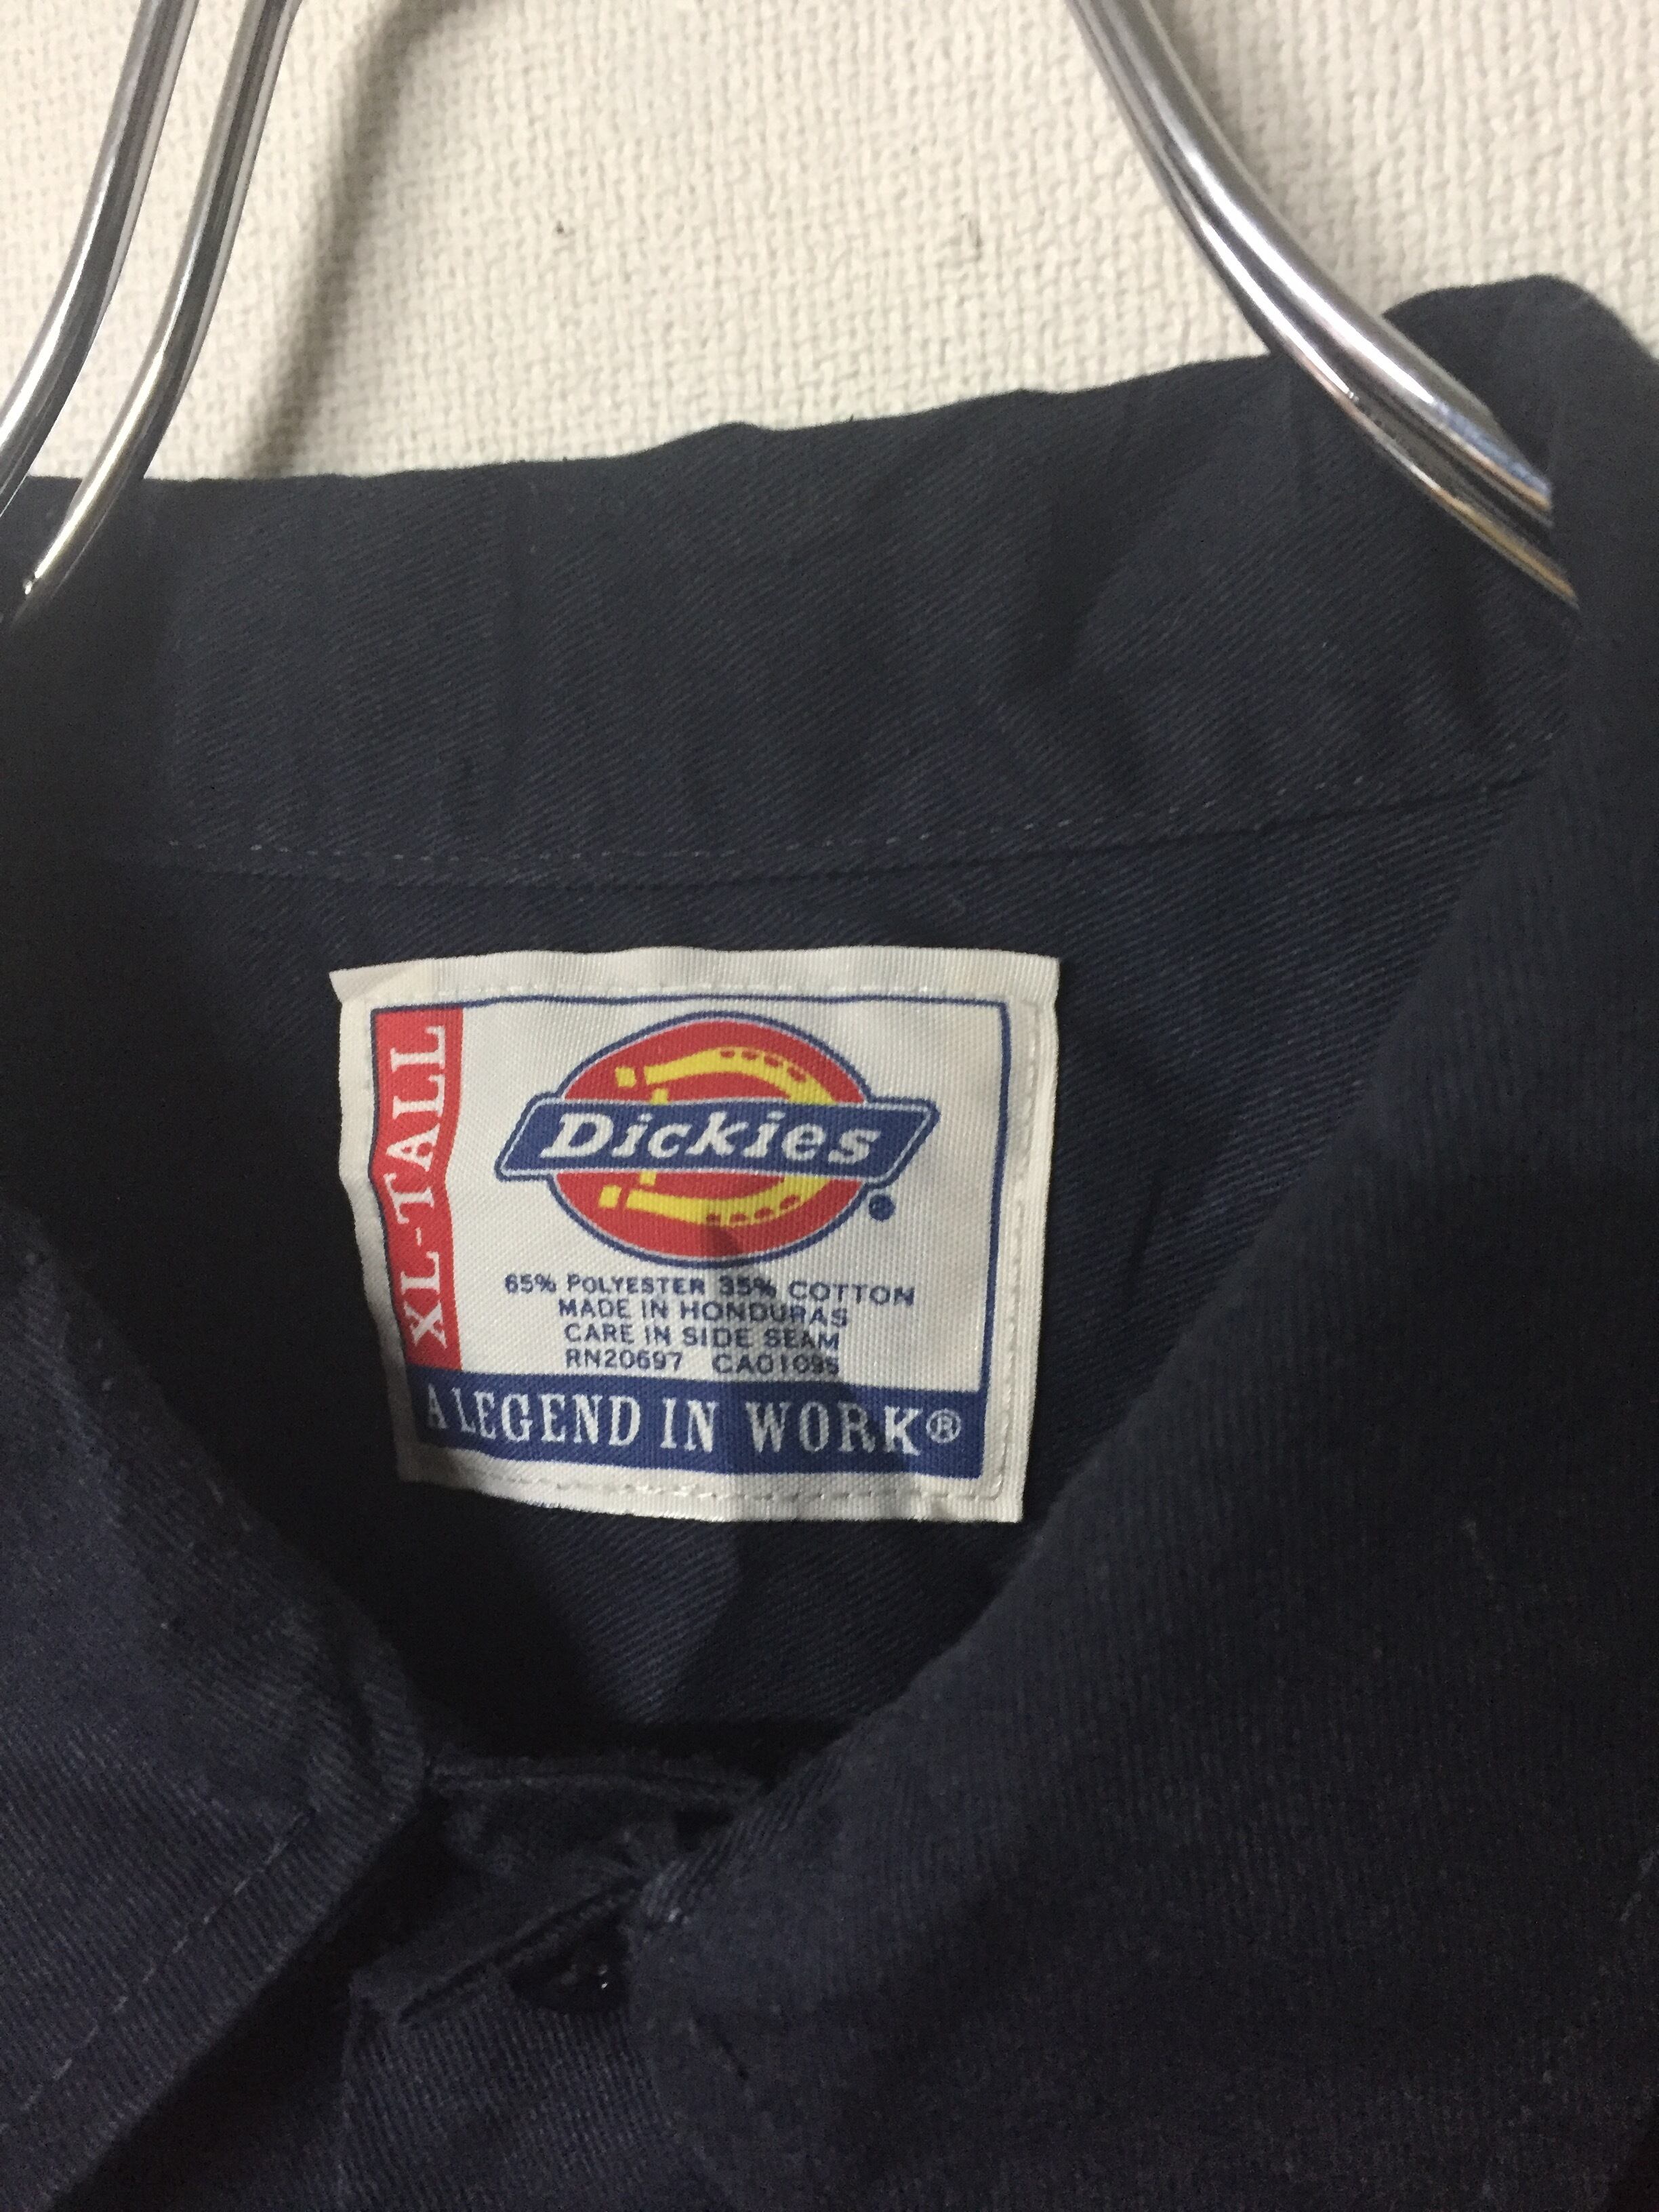 XL-TALL
Dickies
65% POLYESTER 35% COTTON
MADE IN HONDURAS
CARE IN SIDE SEAM
RN20697 CA01095
A LEGEND IN WORK®